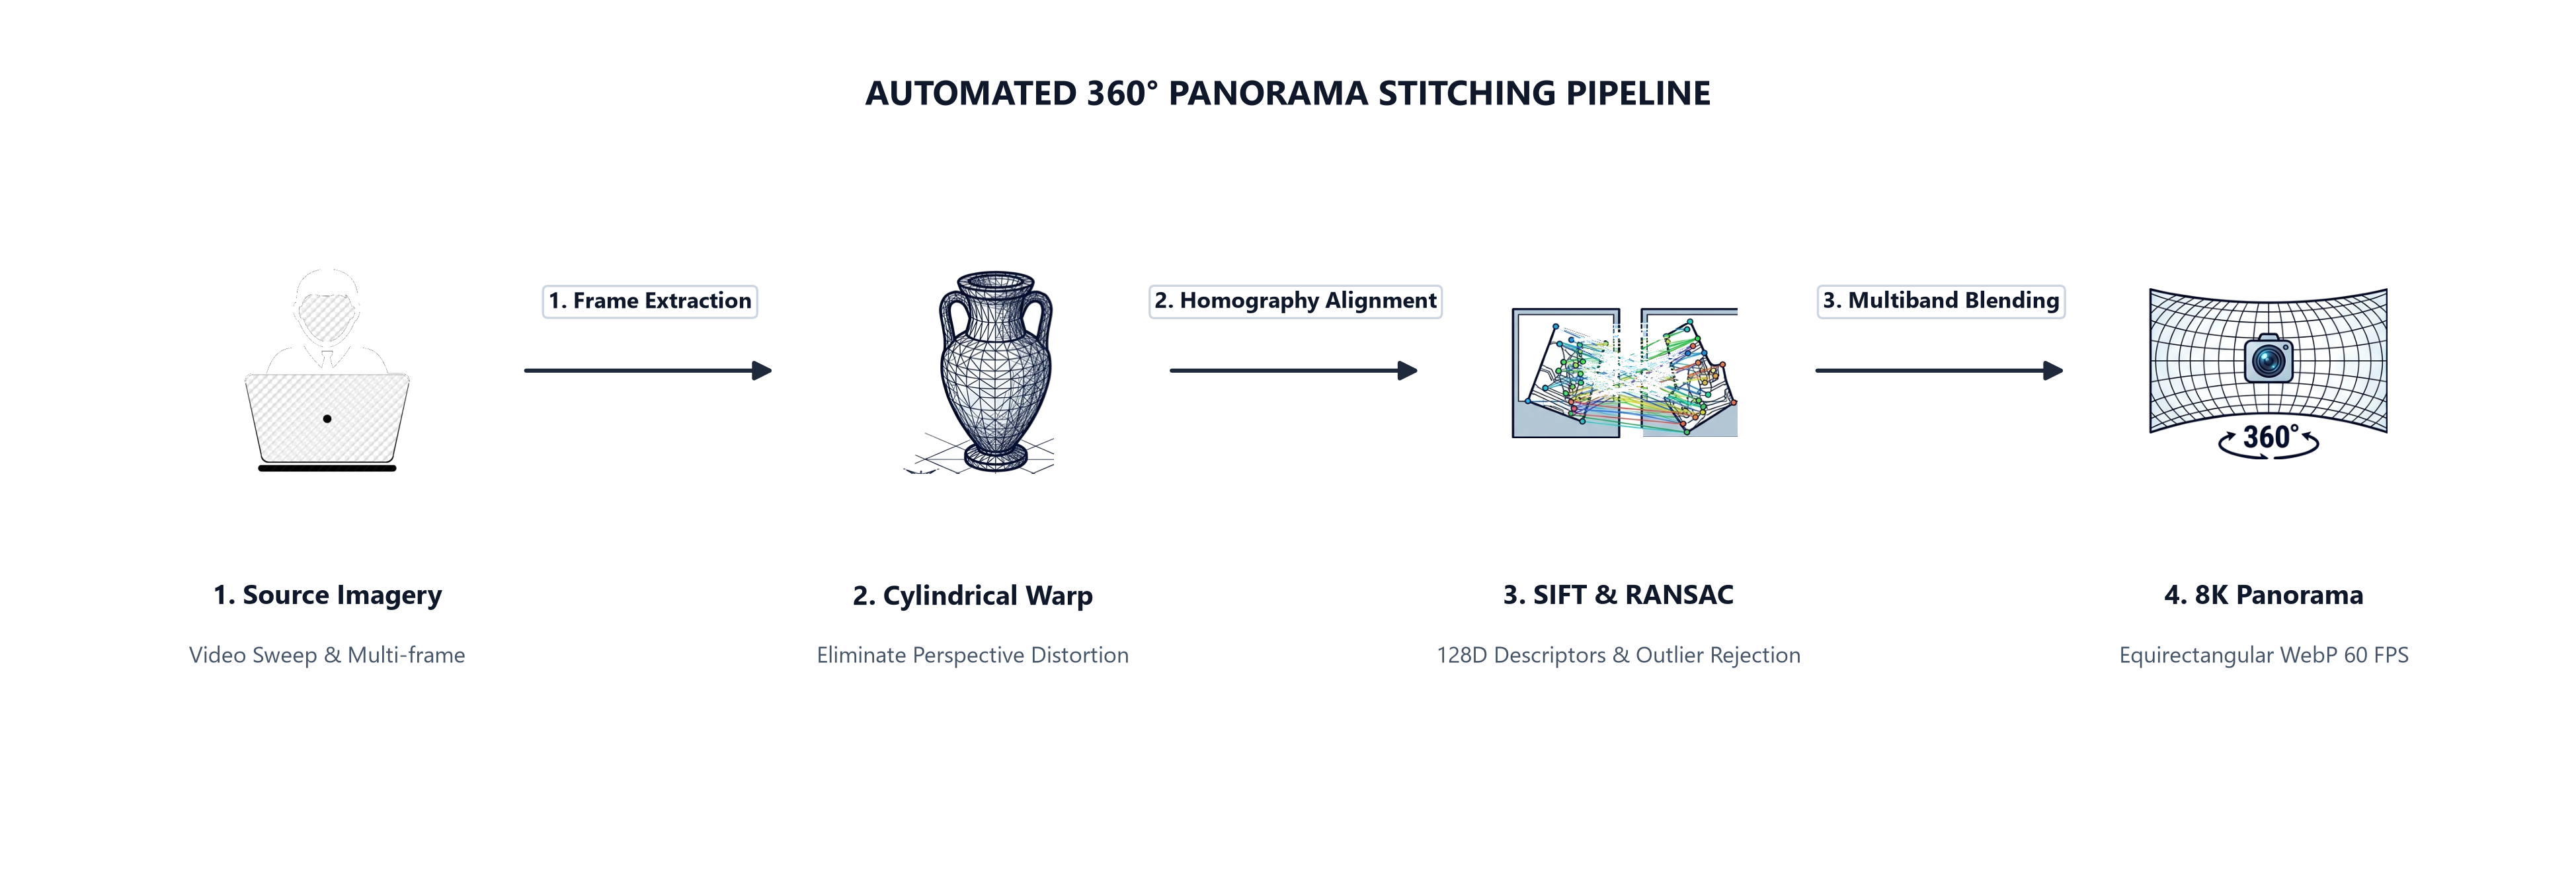 AUTOMATED 360° PANORAMA STITCHING PIPELINE
1. Frame Extraction
2. Homography Alignment
3. Multiband Blending
360°
1. Source Imagery
2. Cylindrical Warp
3. SIFT & RANSAC
4. 8K Panorama
Video Sweep & Multi-frame
Eliminate Perspective Distortion
128D Descriptors & Outlier Rejection
Equirectangular WebP 60 FPS